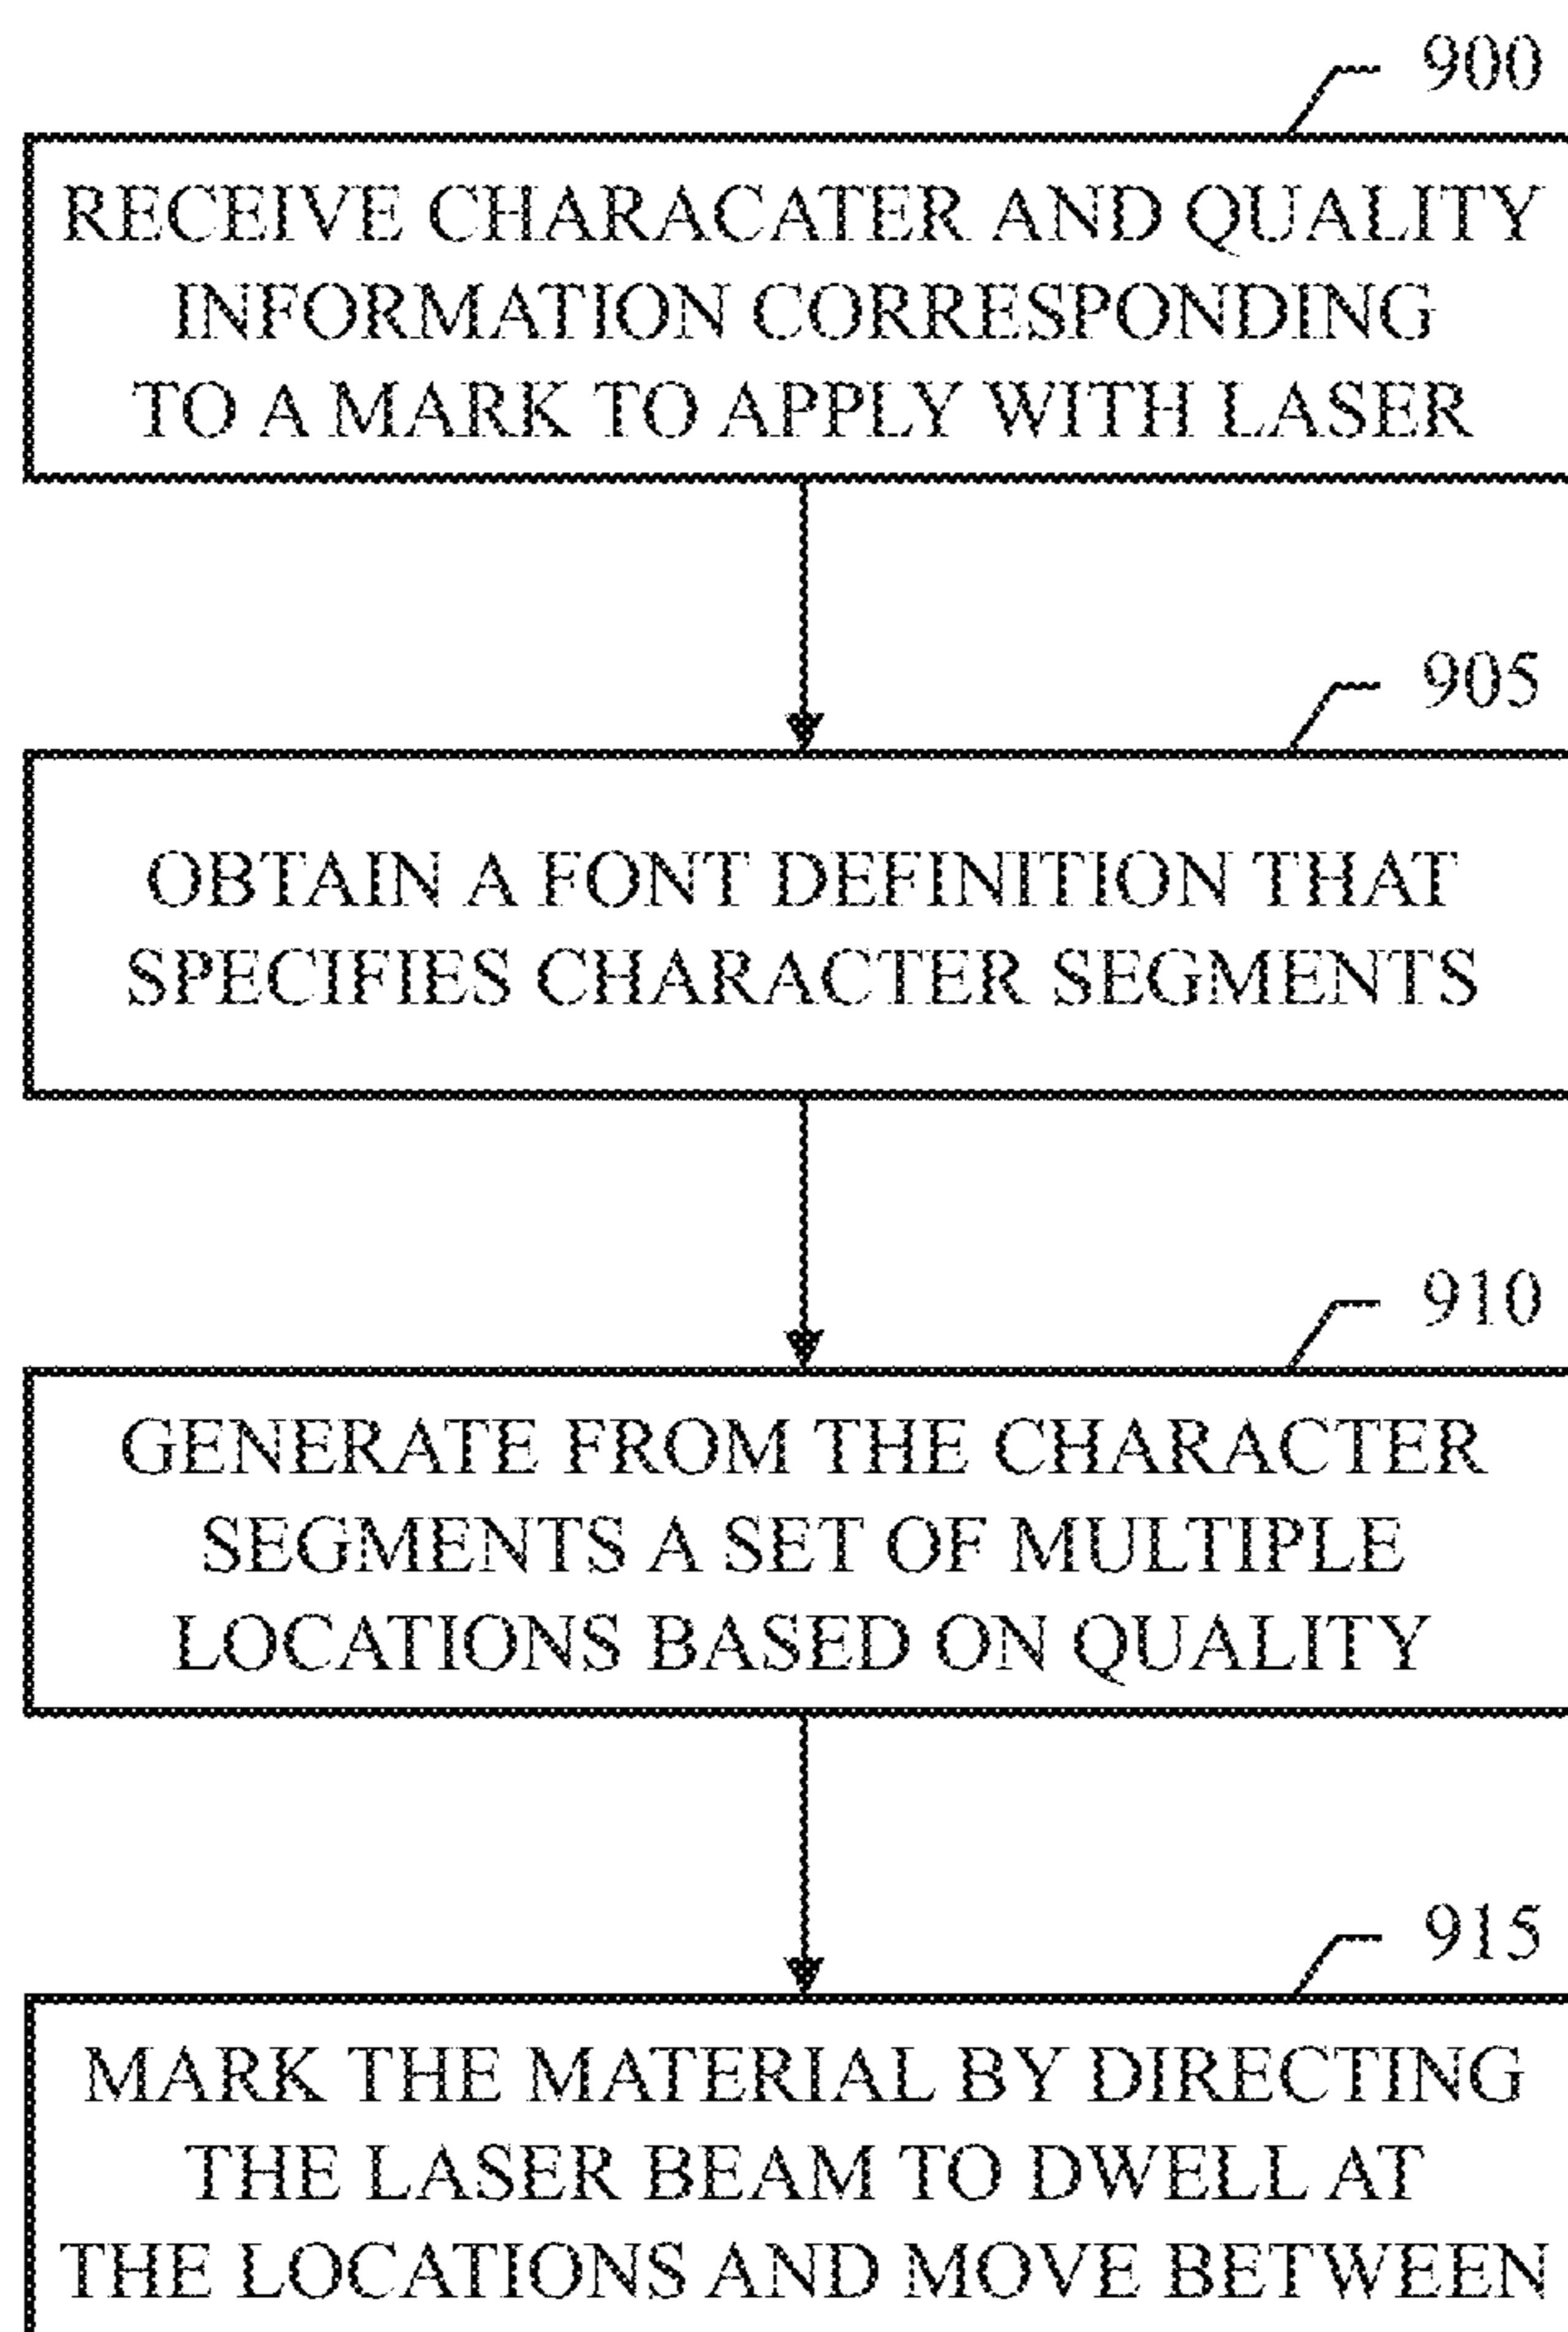 900
RECEIVE CHARACATER AND QUALITY
INFORMATION CORRESPONDING
TO A MARK TO APPLY WITH LASER
905
OBTAIN A FONT DEFINITION THAT
SPECIFIES CHARACTER SEGMENTS
910
GENERATE FROM THE CHARACTER
SEGMENTS A SET OF MULTIPLE
LOCATIONS BASED ON QUALITY
915
MARK THE MATERIAL BY DIRECTING
THE LASER BEAM TO DWELL AT
THE LOCATIONS AND MOVE BETWEEN